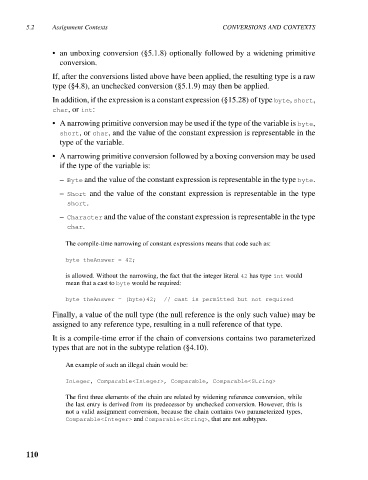 5.2 Assignment Contexts CONVERSIONS AND CONTEXTS
• an unboxing conversion (§5.1.8) optionally followed by a widening primitive
conversion.
If, after the conversions listed above have been applied, the resulting type is a raw
type (§4.8), an unchecked conversion (§5.1.9) may then be applied.
In addition, if the expression is a constant expression (§15.28) of type byte, short,
char, or int:
• A narrowing primitive conversion may be used if the type of the variable is byte,
short, or char, and the value of the constant expression is representable in the
type of the variable.
• A narrowing primitive conversion followed by a boxing conversion may be used
if the type of the variable is:
– Byte and the value of the constant expression is representable in the type byte.
– Short and the value of the constant expression is representable in the type
short.
– Character and the value of the constant expression is representable in the type
char.
The compile-time narrowing of constant expressions means that code such as:
byte theAnswer = 42;
is allowed. Without the narrowing, the fact that the integer literal 42 has type int would
mean that a cast to byte would be required:
byte theAnswer = (byte)42; // cast is permitted but not required
Finally, a value of the null type (the null reference is the only such value) may be
assigned to any reference type, resulting in a null reference of that type.
It is a compile-time error if the chain of conversions contains two parameterized
types that are not in the subtype relation (§4.10).
An example of such an illegal chain would be:
Integer, Comparable<Integer>, Comparable, Comparable<String>
The first three elements of the chain are related by widening reference conversion, while
the last entry is derived from its predecessor by unchecked conversion. However, this is
not a valid assignment conversion, because the chain contains two parameterized types,
Comparable<Integer> and Comparable<String>, that are not subtypes.
110